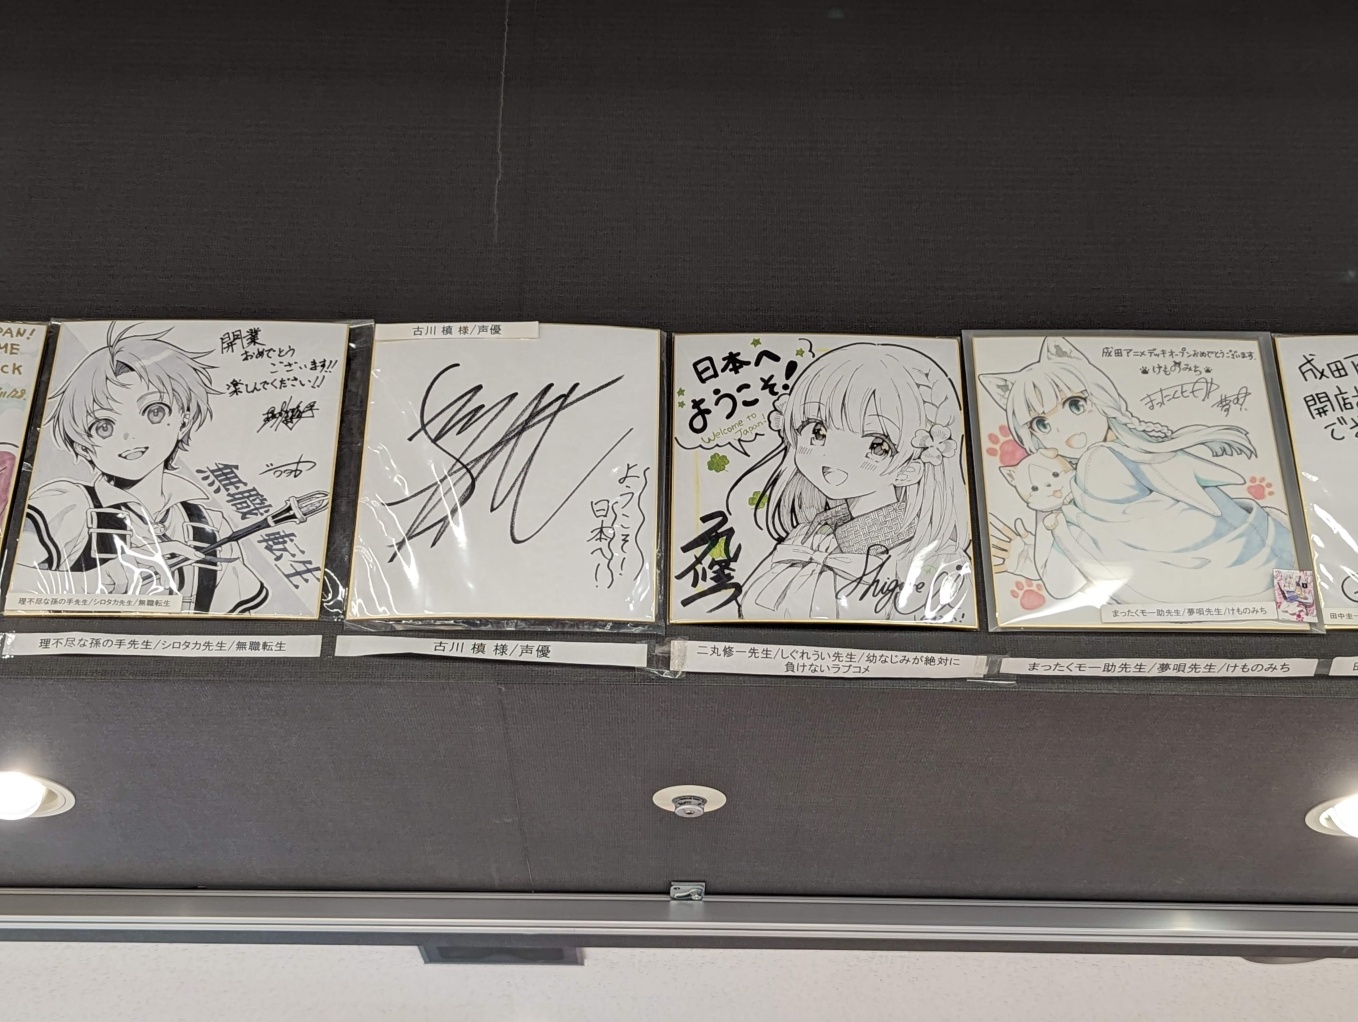 PAN!
ME
CK
11/28.
開業
おめでとう
ございます!!
楽しんでください!!
シロタカ
無職転生
理不尽な孫の手先生/シロタカ先生/無職転生
理不尽な孫の手先生/シロタカ先生/無職転生
古川 槙 様/声優
ようこそ!
日本へ!
古川 槙 様/声優
日本へ
ようこそ!
Welcome to
Japan!
二丸修一
Shigure Ui
二丸修一先生/しぐれうい先生/幼なじみが絶対に
負けないラブコメ
成田アニメデッキオープンおめでとうございます。
けものみち
まったくモー助
夢唄
まったくモー助先生/夢唄先生/けものみち
まったくモー助先生/夢唄先生/けものみち
成田
開店
ご
田中圭一